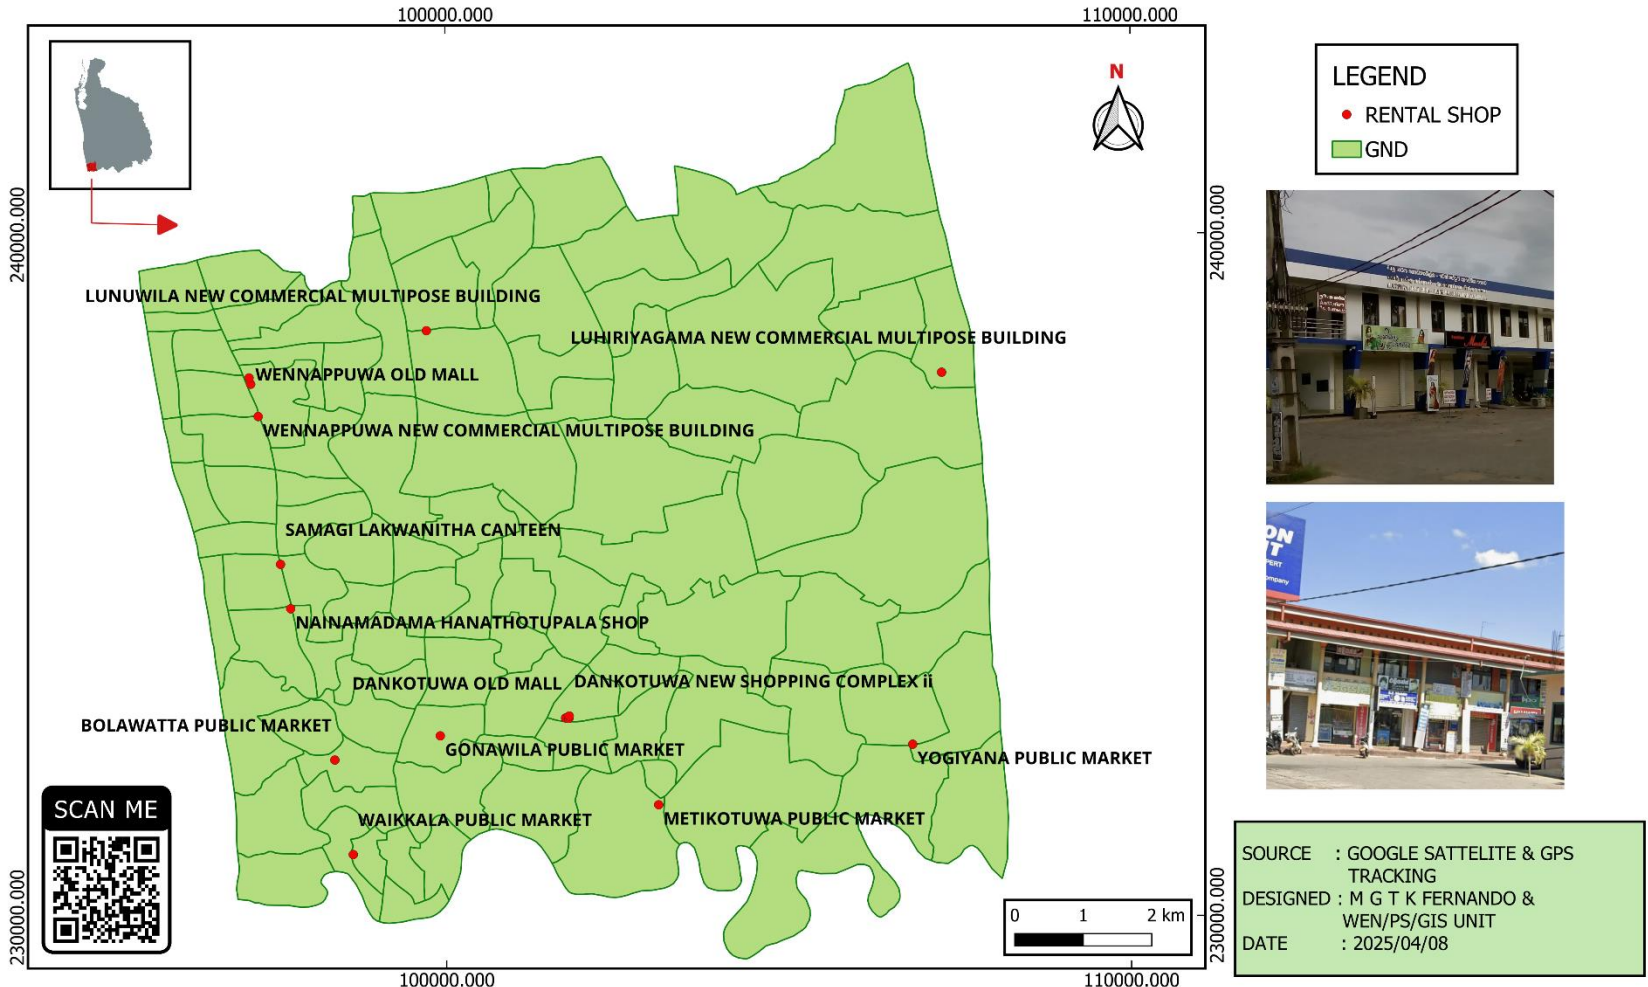 100000.000
110000.000
240000.000
240000.000
N
LEGEND
RENTAL SHOP
GND
LUNUWILA NEW COMMERCIAL MULTIPOSE BUILDING
LUHIRIYAGAMA NEW COMMERCIAL MULTIPOSE BUILDING
WENNAPPUWA OLD MALL
WENNAPPUWA NEW COMMERCIAL MULTIPOSE BUILDING
SAMAGI LAKWANITHA CANTEEN
NAINAMADAMA HANATHOTUPALA SHOP
DANKOTUWA OLD MALL
DANKOTUWA NEW SHOPPING COMPLEX ii
BOLAWATTA PUBLIC MARKET
GONAWILA PUBLIC MARKET
YOGIYANA PUBLIC MARKET
WAIKKALA PUBLIC MARKET
METIKOTUWA PUBLIC MARKET
SCAN ME
230000.000
230000.000
0 1 2 km
100000.000
110000.000
ON
IT
PERT
ompany
SOURCE : GOOGLE SATTELITE & GPS
TRACKING
DESIGNED : M G T K FERNANDO &
WEN/PS/GIS UNIT
DATE : 2025/04/08